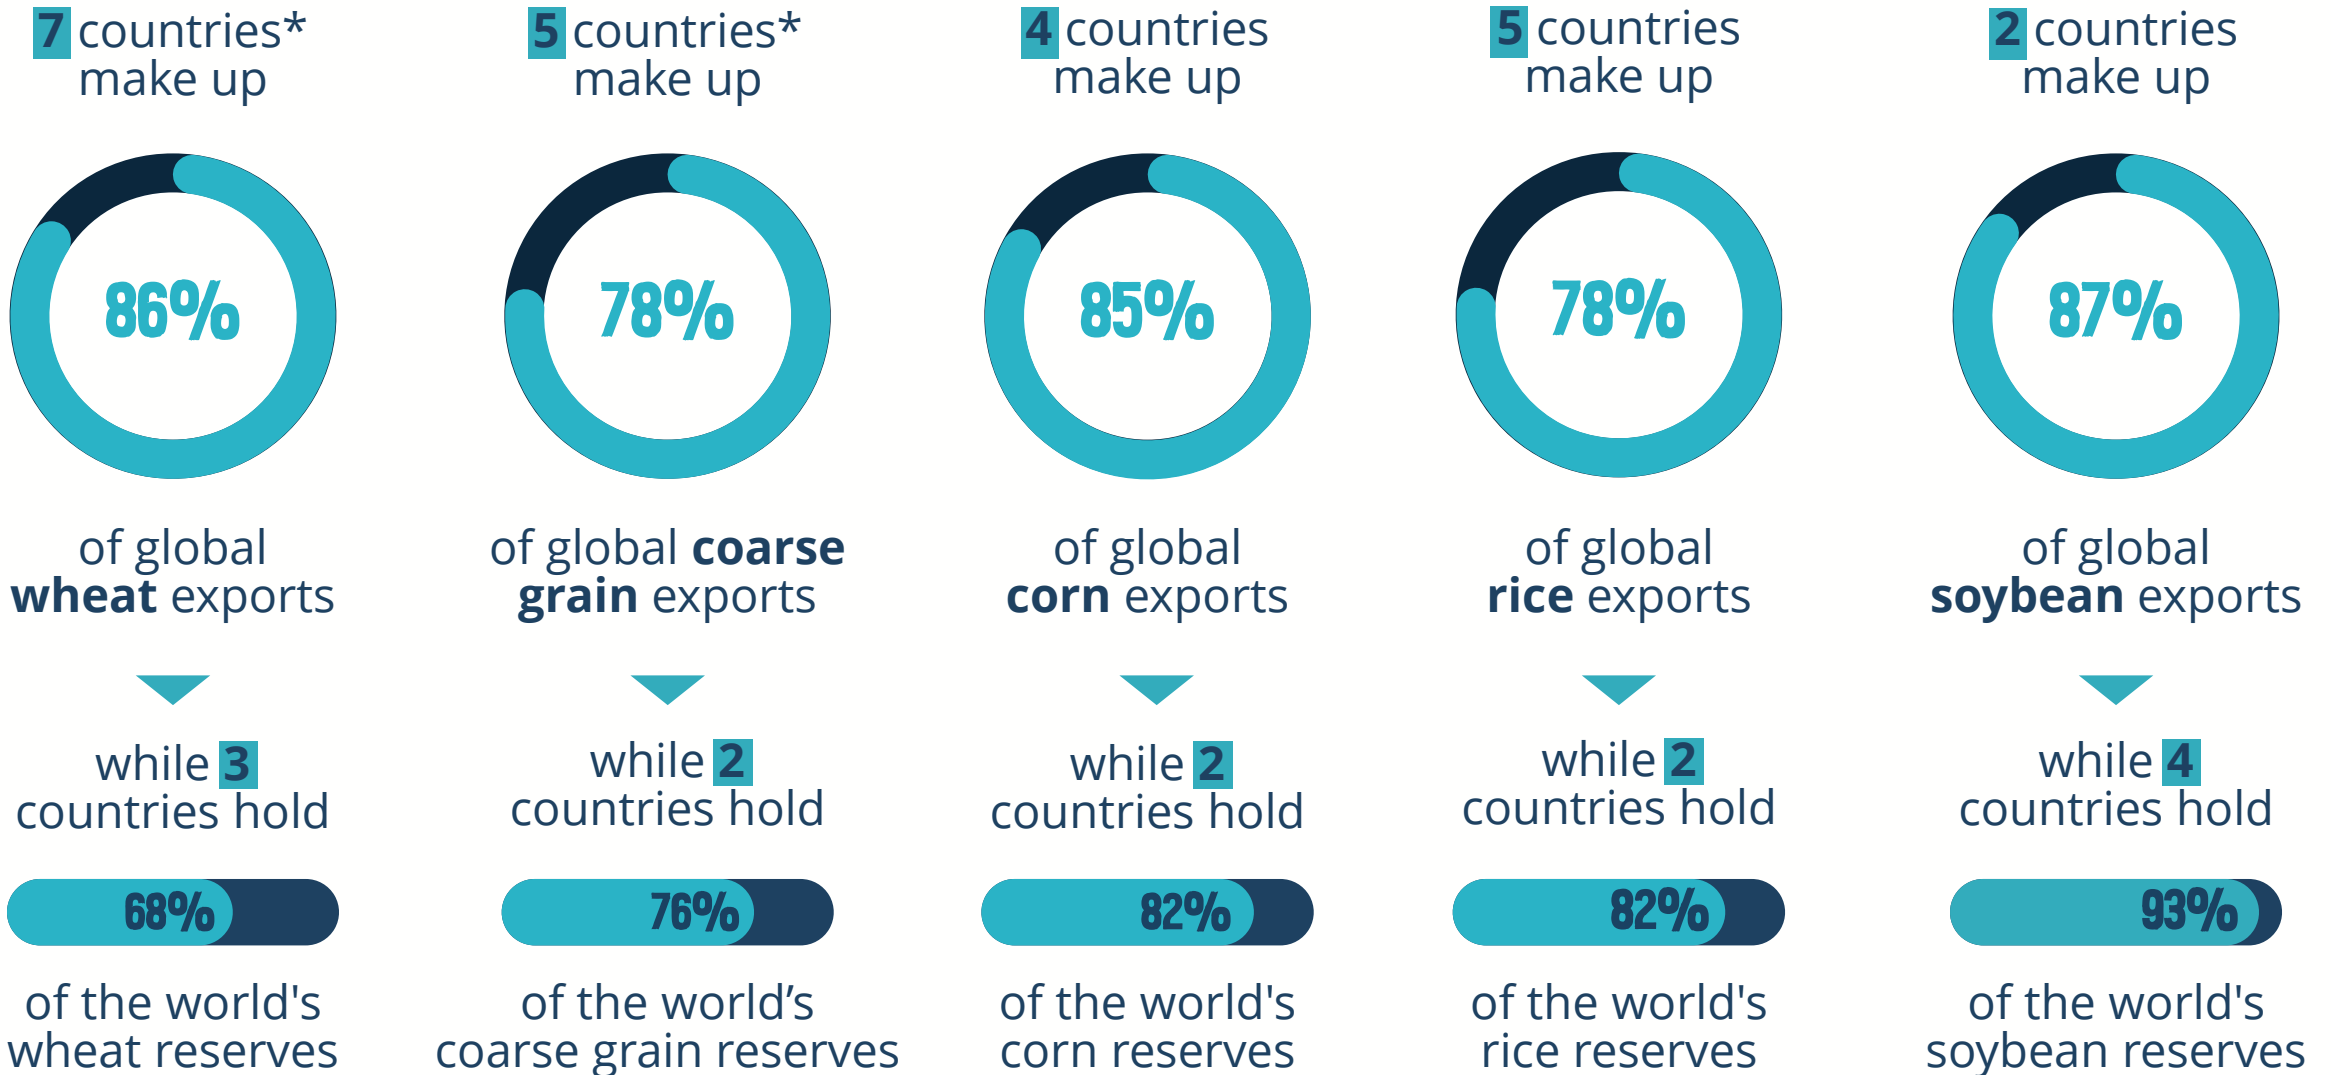 7 countries*
make up
86%
of global
wheat exports
while 3
countries hold
68%
of the world's
wheat reserves
5 countries*
make up
78%
of global coarse
grain exports
while 2
countries hold
76%
of the world’s
coarse grain reserves
4 countries
make up
85%
of global
corn exports
while 2
countries hold
82%
of the world's
corn reserves
5 countries
make up
78%
of global
rice exports
while 2
countries hold
82%
of the world's
rice reserves
2 countries
make up
87%
of global
soybean exports
while 4
countries hold
93%
of the world's
soybean reserves